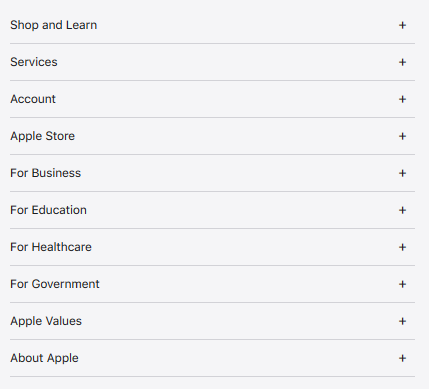 Shop and Learn +
Services +
Account +
Apple Store +
For Business +
For Education +
For Healthcare +
For Government +
Apple Values +
About Apple +